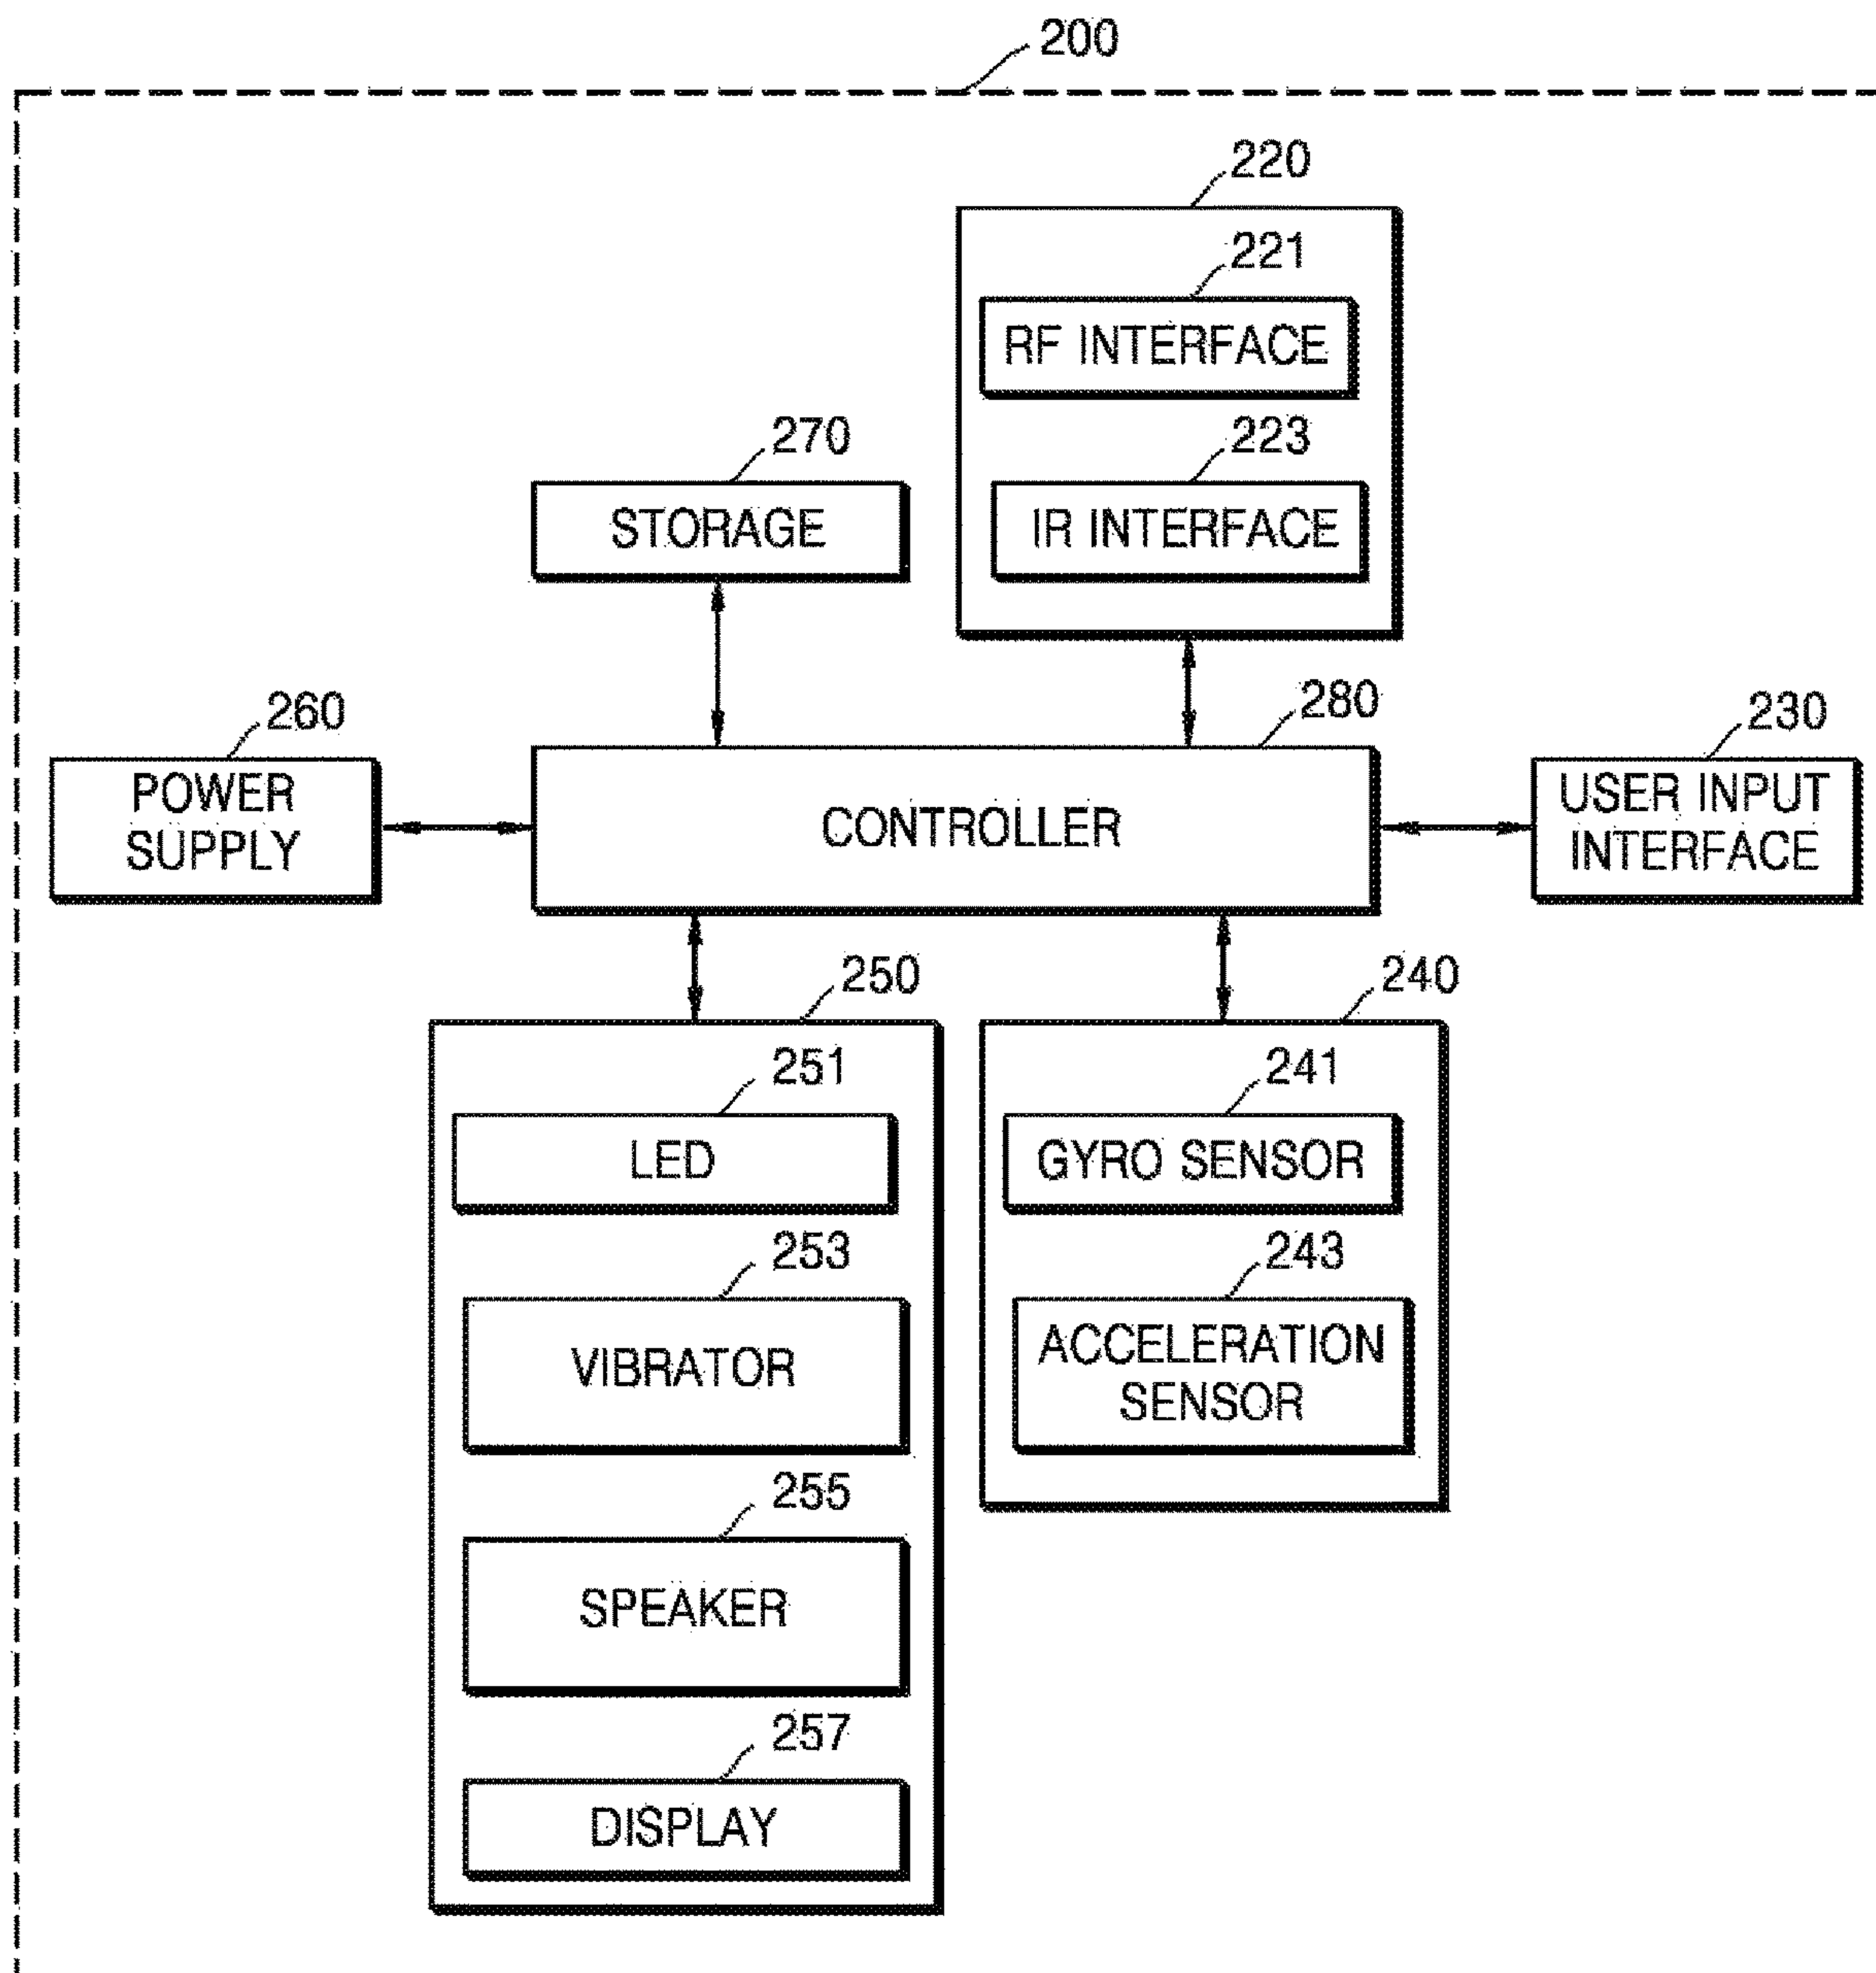 200
220
221
RF INTERFACE
270
223
STORAGE
IR INTERFACE
260
280
230
POWER
SUPPLY
CONTROLLER
USER INPUT
INTERFACE
250
240
251
241
LED
GYRO SENSOR
253
243
VIBRATOR
ACCELERATION
SENSOR
255
SPEAKER
257
DISPLAY